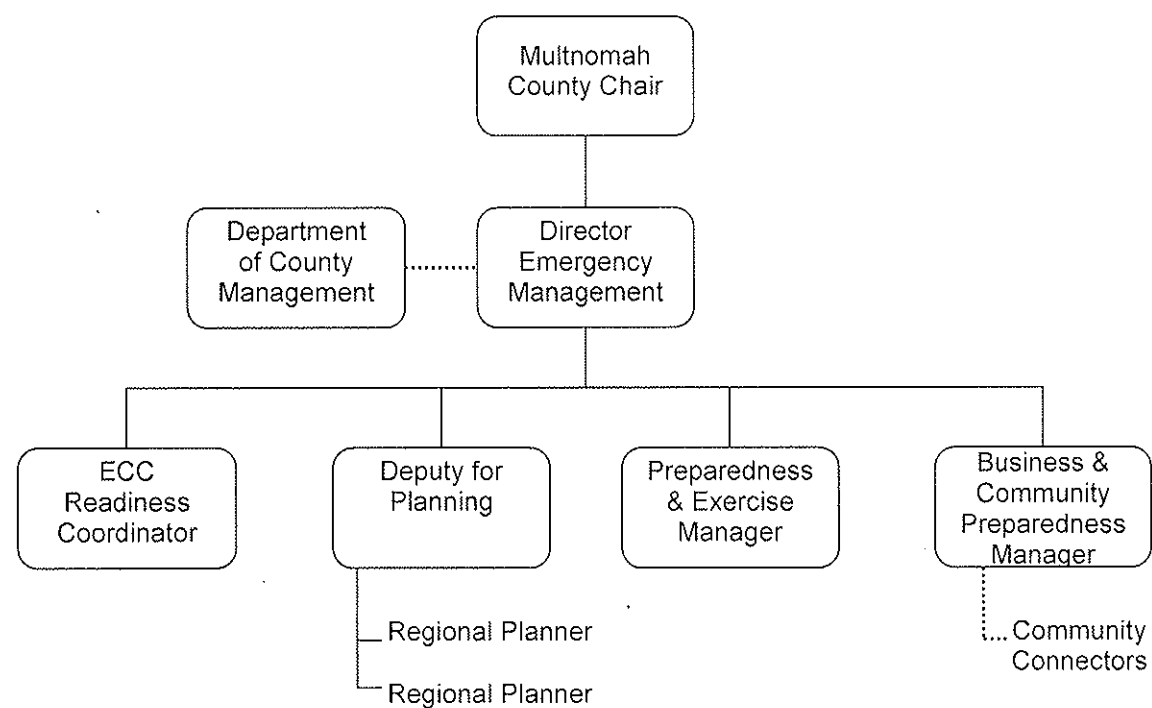 Multnomah
County Chair
Department
of County
Management
Director
Emergency
Management
ECC
Readiness
Coordinator
Deputy for
Planning
Preparedness
& Exercise
Manager
Business &
Community
Preparedness
Manager
Regional Planner
Regional Planner
Community
Connectors